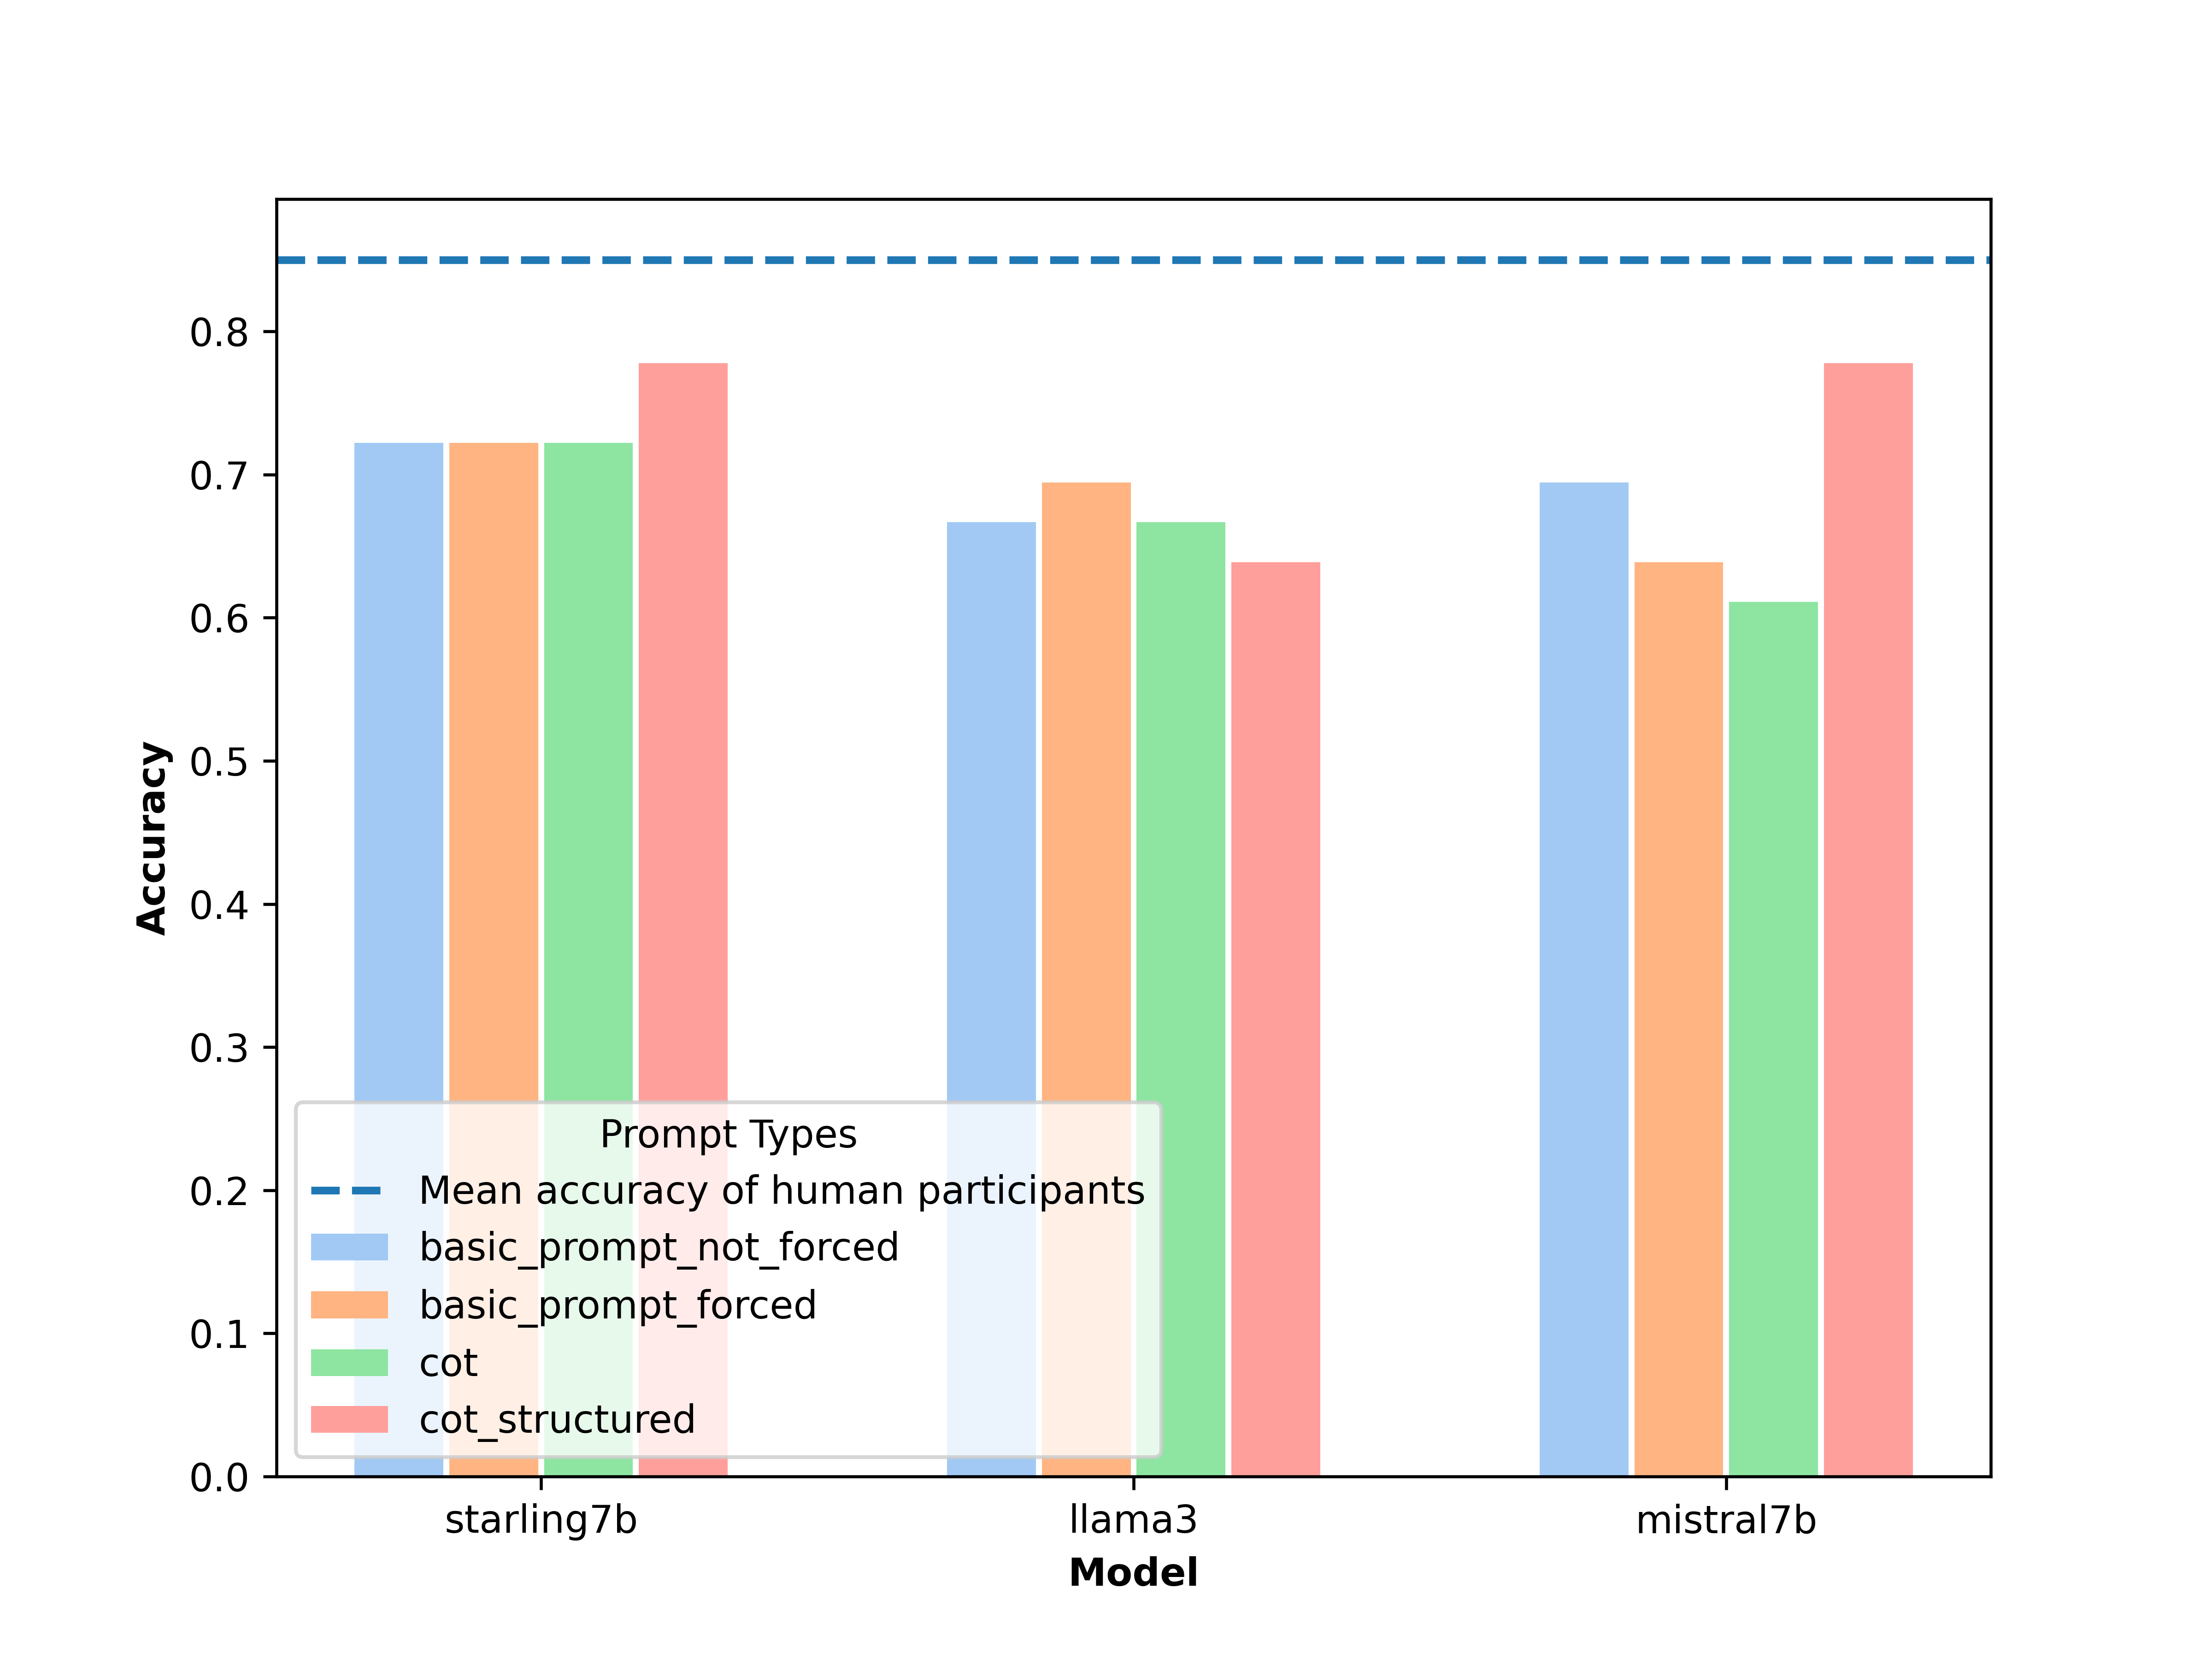 0.8
0.7
0.6
0.5
0.4
0.3
0.2
0.1
0.0
Accuracy
Prompt Types
Mean accuracy of human participants
basic_prompt_not_forced
basic_prompt_forced
cot
cot_structured
starling7b llama3 mistral7b
Model